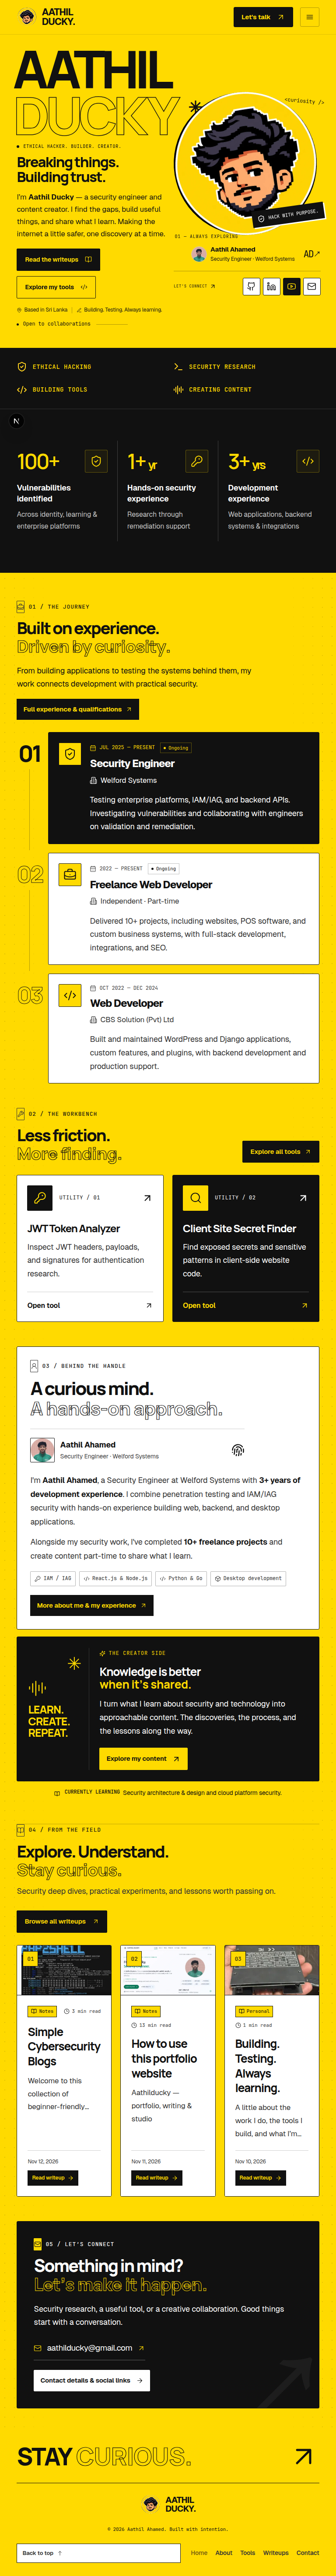 AATHIL
DUCKY.
Let's talk
AATHIL
DUCKY
<curiosity />
ETHICAL HACKER. BUILDER. CREATOR.
Breaking things.
Building trust.
I'm Aathil Ducky — a security engineer and
content creator. I find the gaps, build useful
things, and share what I learn. Making the
internet a little safer, one discovery at a time.
HACK WITH PURPOSE.
01 — ALWAYS EXPLORING
Aathil Ahamed
Security Engineer · Welford Systems
AD↗
Read the writeups
Explore my tools
LET'S CONNECT
Based in Sri Lanka
Building. Testing. Always learning.
Open to collaborations
ETHICAL HACKING
SECURITY RESEARCH
BUILDING TOOLS
CREATING CONTENT
N
100+
Vulnerabilities
identified
Across identity, learning &
enterprise platforms
1+ yr
Hands-on security
experience
Research through
remediation support
3+ yrs
Development
experience
Web applications, backend
systems & integrations
01 / THE JOURNEY
Built on experience.
Driven by curiosity.
From building applications to testing the systems behind them, my
work connects development with practical security.
Full experience & qualifications
01
JUL 2025 — PRESENT
Ongoing
Security Engineer
Welford Systems
Testing enterprise platforms, IAM/IAG, and backend APIs.
Investigating vulnerabilities and collaborating with engineers
on validation and remediation.
02
2022 — PRESENT
Ongoing
Freelance Web Developer
Independent · Part-time
Delivered 10+ projects, including websites, POS software, and
custom business systems, with full-stack development,
integrations, and SEO.
03
OCT 2022 — DEC 2024
Web Developer
CBS Solution (Pvt) Ltd
Built and maintained WordPress and Django applications,
custom features, and plugins, with backend development and
production support.
02 / THE WORKBENCH
Less friction.
More finding.
Explore all tools
UTILITY / 01
JWT Token Analyzer
Inspect JWT headers, payloads,
and signatures for authentication
research.
Open tool
UTILITY / 02
Client Site Secret Finder
Find exposed secrets and sensitive
patterns in client-side website
code.
Open tool
03 / BEHIND THE HANDLE
A curious mind.
A hands-on approach.
Aathil Ahamed
Security Engineer · Welford Systems
I'm Aathil Ahamed, a Security Engineer at Welford Systems with 3+ years of
development experience. I combine penetration testing and IAM/IAG
security with hands-on experience building web, backend, and desktop
applications.
Alongside my security work, I've completed 10+ freelance projects and
create content part-time to share what I learn.
IAM / IAG
React.js & Node.js
Python & Go
Desktop development
More about me & my experience
LEARN.
CREATE.
REPEAT.
THE CREATOR SIDE
Knowledge is better
when it's shared.
I turn what I learn about security and technology into
approachable content. The discoveries, the process, and
the lessons along the way.
Explore my content
CURRENTLY LEARNING Security architecture & design and cloud platform security.
04 / FROM THE FIELD
Explore. Understand.
Stay curious.
Security deep dives, practical experiments, and lessons worth passing on.
Browse all writeups
01
Notes
3 min read
Simple
Cybersecurity
Blogs
Welcome to this
collection of
beginner-friendly...
Nov 12, 2026
Read writeup
02
Notes
13 min read
How to use
this portfolio
website
Aathilducky —
portfolio, writing &
studio
Nov 11, 2026
Read writeup
03
Personal
1 min read
Building.
Testing.
Always
learning.
A little about the
work I do, the tools I
build, and what I'm...
Nov 10, 2026
Read writeup
05 / LET'S CONNECT
Something in mind?
Let's make it happen.
Security research, a useful tool, or a creative collaboration. Good things
start with a conversation.
aathilducky@gmail.com
Contact details & social links
STAY CURIOUS.
AATHIL
DUCKY.
© 2026 Aathil Ahamed. Built with intention.
Back to top
Home
About
Tools
Writeups
Contact